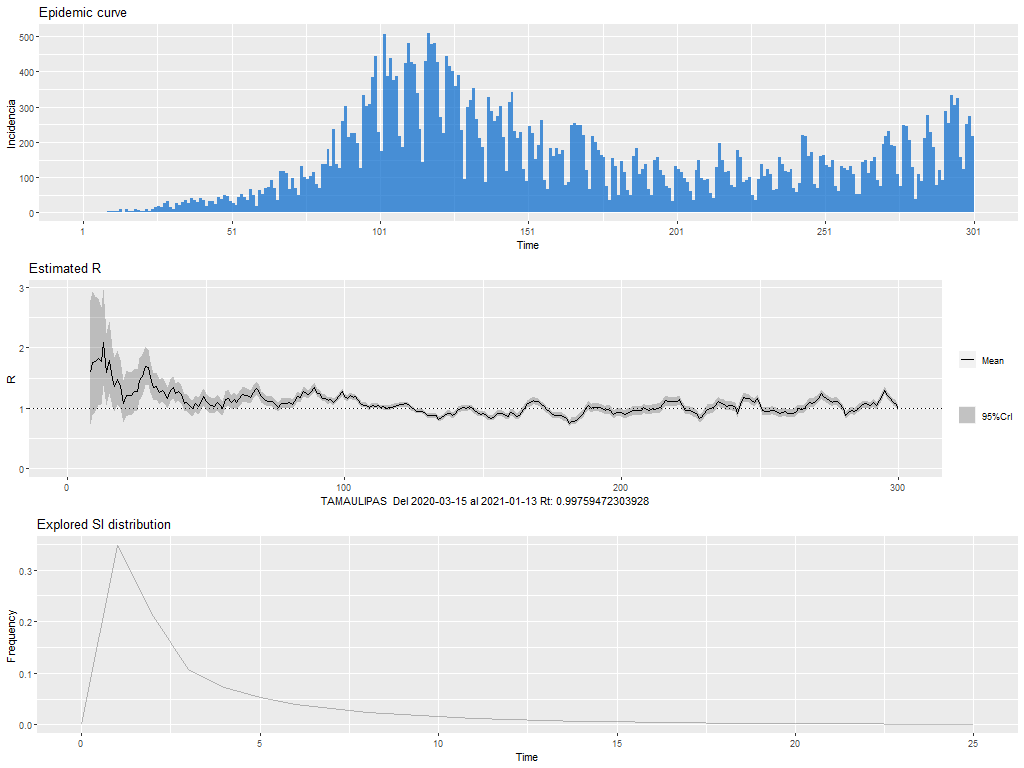 Epidemic curve
Incidencia
500
400
300
200
100
0
1 51 101 151 201 251 301
Time
Estimated R
R
3
2
1
0
Mean
95%CrI
0 100 200 300
TAMAULIPAS Del 2020-03-15 al 2021-01-13 Rt: 0.99759472303928
Explored SI distribution
Frequency
0.3
0.2
0.1
0.0
0 5 10 15 20 25
Time